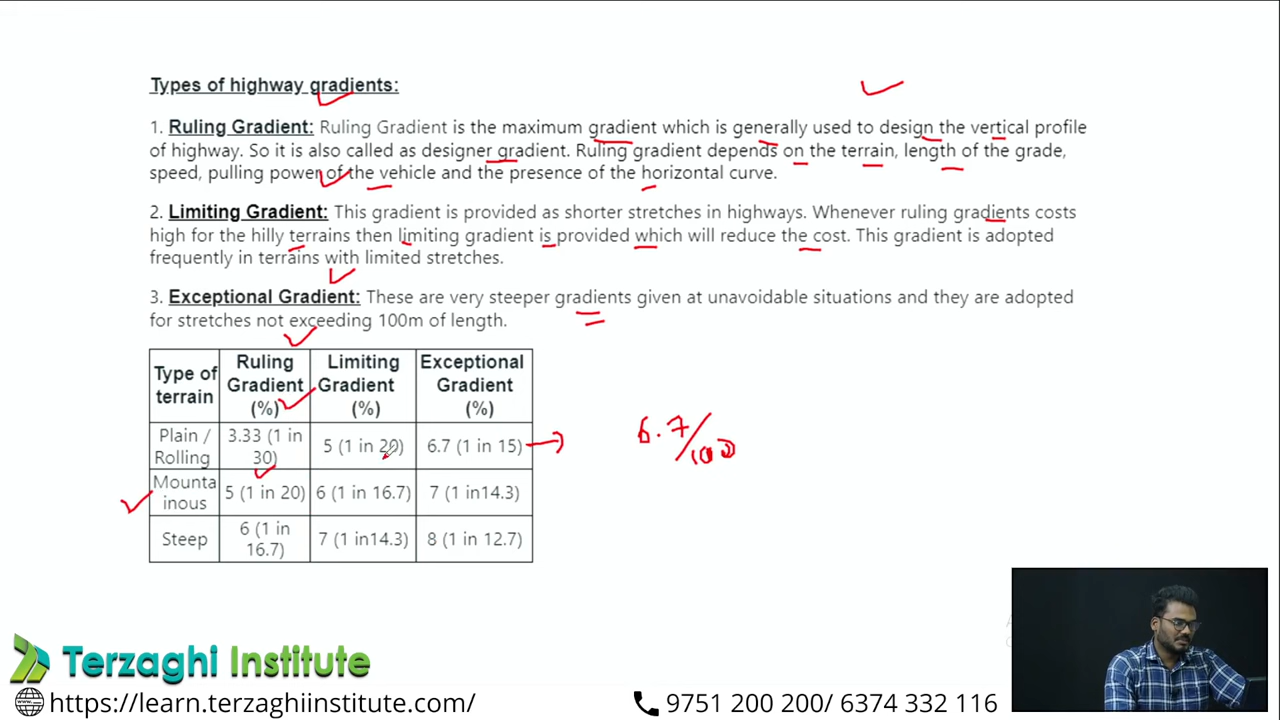 Types of highway gradients:
1. Ruling Gradient: Ruling Gradient is the maximum gradient which is generally used to design the vertical profile
of highway. So it is also called as designer gradient. Ruling gradient depends on the terrain, length of the grade,
speed, pulling power of the vehicle and the presence of the horizontal curve.
2. Limiting Gradient: This gradient is provided as shorter stretches in highways. Whenever ruling gradients costs
high for the hilly terrains then limiting gradient is provided which will reduce the cost. This gradient is adopted
frequently in terrains with limited stretches.
3. Exceptional Gradient: These are very steeper gradients given at unavoidable situations and they are adopted
for stretches not exceeding 100m of length.
Type of terrain Ruling Gradient (%) Limiting Gradient (%) Exceptional Gradient (%)
Plain / Rolling 3.33 (1 in 30) 5 (1 in 20) 6.7 (1 in 15)
6.7/100
Mounta inous 5 (1 in 20) 6 (1 in 16.7) 7 (1 in14.3)
Steep 6 (1 in 16.7) 7 (1 in14.3) 8 (1 in 12.7)
Terzaghi Institute
https://learn.terzaghiinstitute.com/
9751 200 200/ 6374 332 116